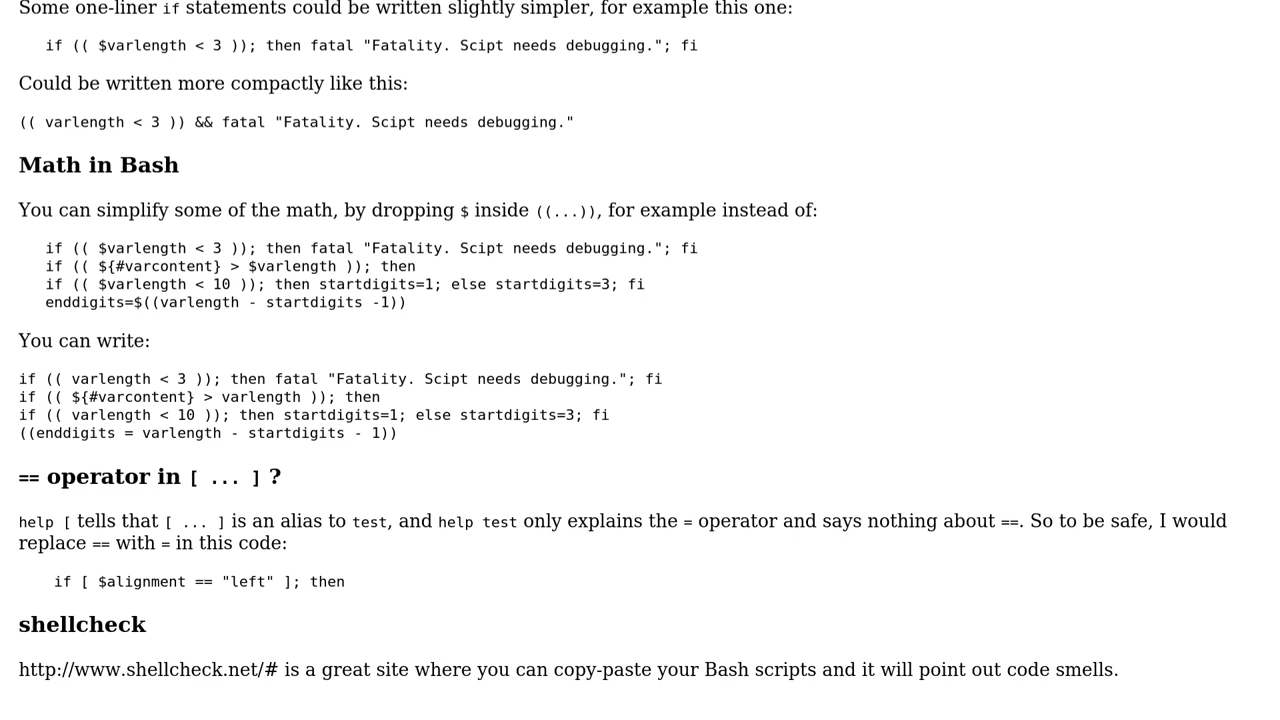 Some one-liner if statements could be written slightly simpler, for example this one:
if (( $varlength < 3 )); then fatal "Fatality. Scipt needs debugging."; fi
Could be written more compactly like this:
(( varlength < 3 )) && fatal "Fatality. Scipt needs debugging."
Math in Bash
You can simplify some of the math, by dropping $ inside ((...)), for example instead of:
if (( $varlength < 3 )); then fatal "Fatality. Scipt needs debugging."; fi
if (( ${#varcontent} > $varlength )); then
if (( $varlength < 10 )); then startdigits=1; else startdigits=3; fi
enddigits=$((varlength - startdigits -1))
You can write:
if (( varlength < 3 )); then fatal "Fatality. Scipt needs debugging."; fi
if (( ${#varcontent} > varlength )); then
if (( varlength < 10 )); then startdigits=1; else startdigits=3; fi
((enddigits = varlength - startdigits - 1))
== operator in [ ... ] ?
help [ tells that [ ... ] is an alias to test, and help test only explains the = operator and says nothing about ==. So to be safe, I would
replace == with = in this code:
if [ $alignment == "left" ]; then
shellcheck
http://www.shellcheck.net/# is a great site where you can copy-paste your Bash scripts and it will point out code smells.